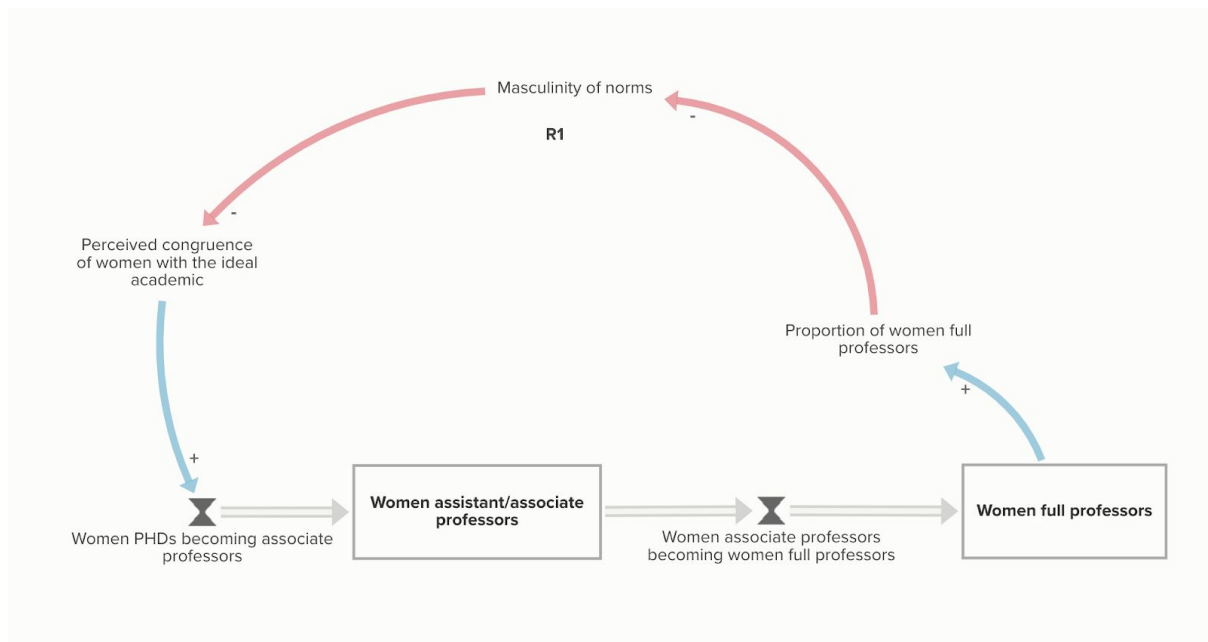 Masculinity of norms
R1
-
-
Perceived congruence
of women with the ideal
academic
Proportion of women full
professors
+
+
Women assistant/associate
professors
Women full professors
Women PHDs becoming associate
professors
Women associate professors
becoming women full professors